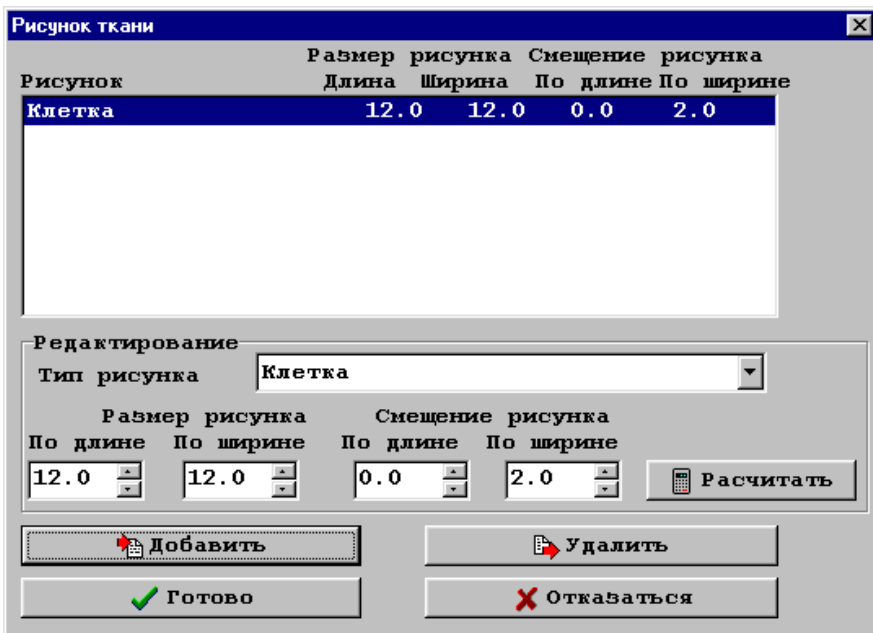 Рисунок ткани
Размер рисунка Смещение рисунка
Рисунок Длина Ширина По длине По ширине
Клетка 12.0 12.0 0.0 2.0
Редактирование
Тип рисунка Клетка
Размер рисунка Смещение рисунка
По длине По ширине По длине По ширине
12.0 12.0 0.0 2.0 Расчитать
Добавить Удалить
Готово Отказаться